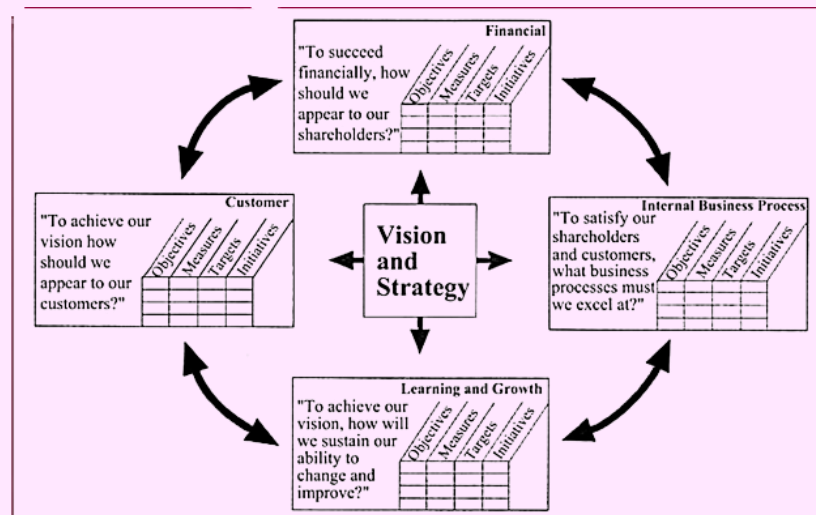 Financial
"To succeed
financially, how
should we
appear to our
shareholders?"
Objectives
Measures
Targets
Initiatives
Customer
"To achieve our
vision how
should we
appear to our
customers?"
Objectives
Measures
Targets
Initiatives
Vision
and
Strategy
Internal Business Process
"To satisfy our
shareholders
and customers,
what business
processes must
we excel at?"
Objectives
Measures
Targets
Initiatives
Learning and Growth
"To achieve our
vision, how will
we sustain our
ability to
change and
improve?"
Objectives
Measures
Targets
Initiatives